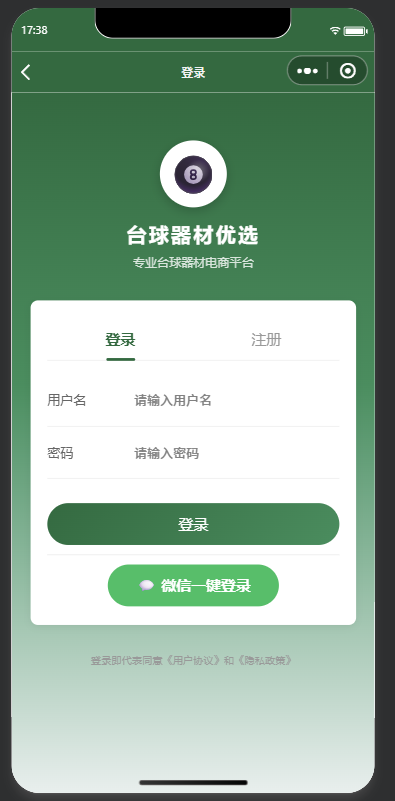 17:38
登录
8
台球器材优选
专业台球器材电商平台
登录 注册
用户名 请输入用户名
密码 请输入密码
登录
微信一键登录
登录即代表同意《用户协议》和《隐私政策》